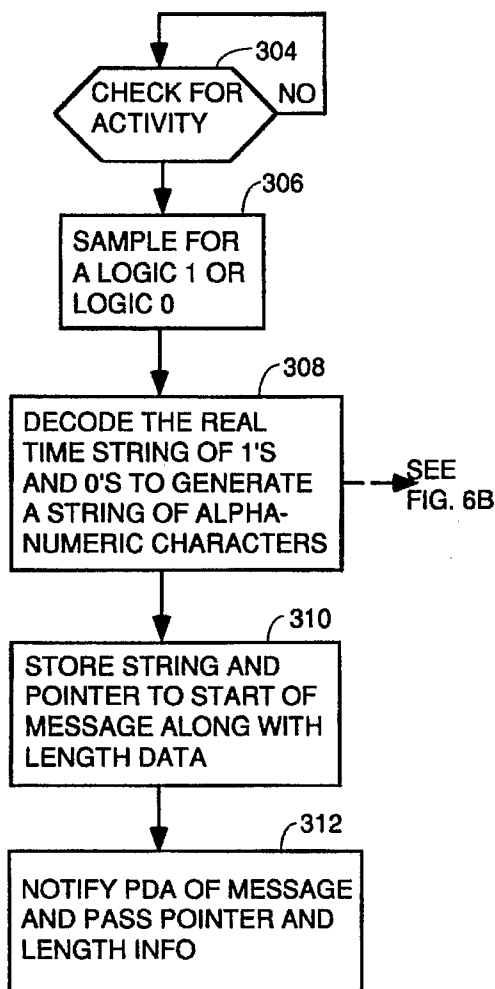 304
CHECK FOR
ACTIVITY
NO
306
SAMPLE FOR
A LOGIC 1 OR
LOGIC 0
308
DECODE THE REAL
TIME STRING OF 1'S
AND 0'S TO GENERATE
A STRING OF ALPHA-
NUMERIC CHARACTERS
SEE
FIG. 6B
310
STORE STRING AND
POINTER TO START OF
MESSAGE ALONG WITH
LENGTH DATA
312
NOTIFY PDA OF MESSAGE
AND PASS POINTER AND
LENGTH INFO